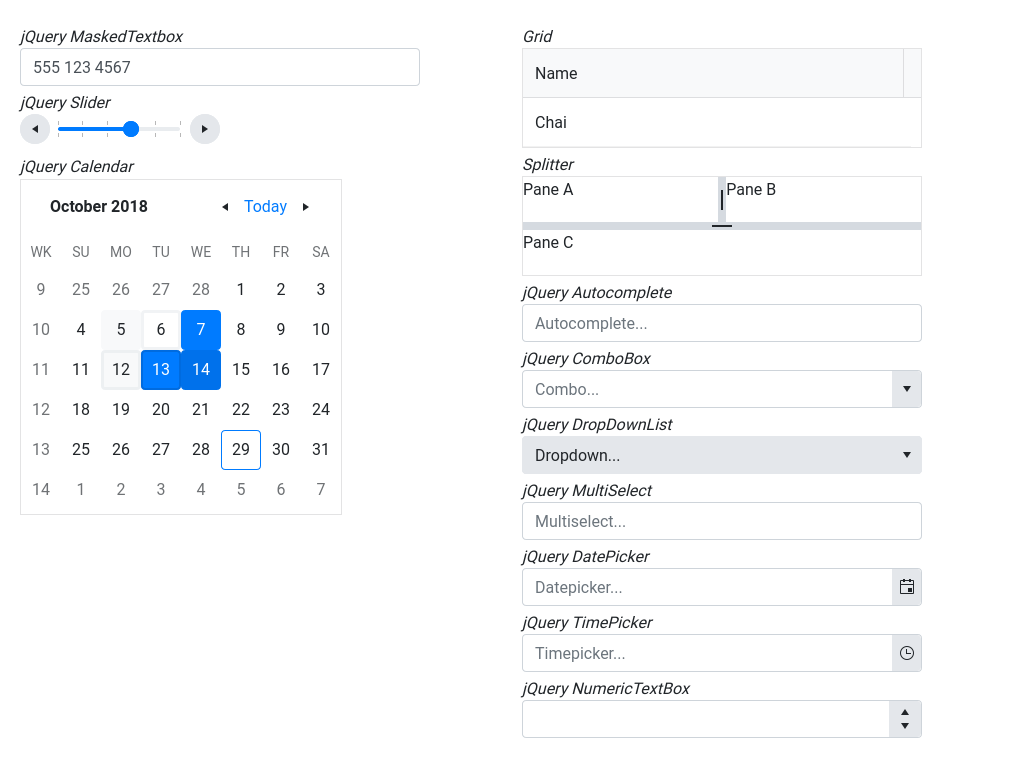 jQuery MaskedTextbox
555 123 4567
jQuery Slider
jQuery Calendar
October 2018 Today
WK SU MO TU WE TH FR SA
9 25 26 27 28 1 2 3
10 4 5 6 7 8 9 10
11 11 12 13 14 15 16 17
12 18 19 20 21 22 23 24
13 25 26 27 28 29 30 31
14 1 2 3 4 5 6 7
Grid
Name
Chai
Splitter
Pane A Pane B
Pane C
jQuery Autocomplete
Autocomplete...
jQuery ComboBox
Combo...
jQuery DropDownList
Dropdown...
jQuery MultiSelect
Multiselect...
jQuery DatePicker
Datepicker...
jQuery TimePicker
Timepicker...
jQuery NumericTextBox